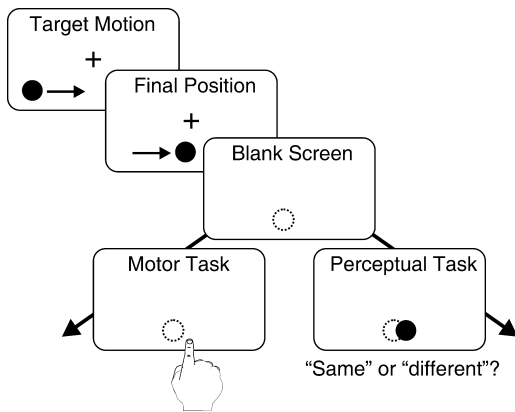 Target Motion
Final Position
Blank Screen
Motor Task
Perceptual Task
“Same” or “different”?